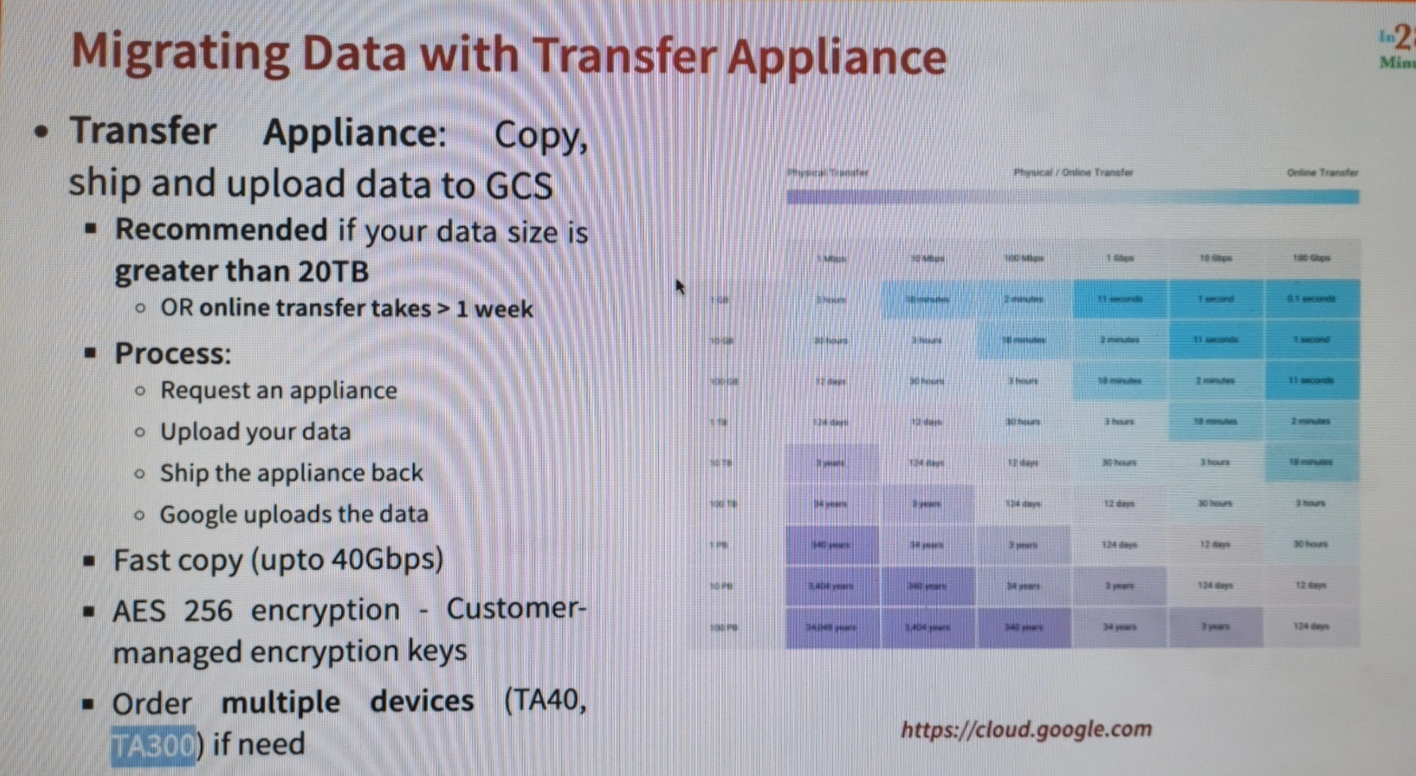 Migrating Data with Transfer Appliance
In2
Minu
• Transfer Appliance: Copy,
ship and upload data to GCS
▪ Recommended if your data size is
greater than 20TB
○ OR online transfer takes > 1 week
▪ Process:
○ Request an appliance
○ Upload your data
○ Ship the appliance back
○ Google uploads the data
▪ Fast copy (upto 40Gbps)
▪ AES 256 encryption - Customer-
managed encryption keys
▪ Order multiple devices (TA40,
TA300) if need
Physical Transfer Physical / Online Transfer Online Transfer
1 Mbps 10 Mbps 100 Mbps 1 Gbps 10 Gbps 100 Gbps
1 GB 3 hours 18 minutes 2 minutes 11 seconds 1 second 0.1 seconds
10 GB 30 hours 3 hours 18 minutes 2 minutes 11 seconds 1 second
100 GB 12 days 30 hours 3 hours 18 minutes 2 minutes 11 seconds
1 TB 124 days 12 days 30 hours 3 hours 18 minutes 2 minutes
10 TB 3 years 124 days 12 days 30 hours 3 hours 18 minutes
100 TB 34 years 3 years 124 days 12 days 30 hours 3 hours
1 PB 340 years 34 years 3 years 124 days 12 days 30 hours
10 PB 3,404 years 340 years 34 years 3 years 124 days 12 days
100 PB 34,048 years 3,404 years 340 years 34 years 3 years 124 days
https://cloud.google.com